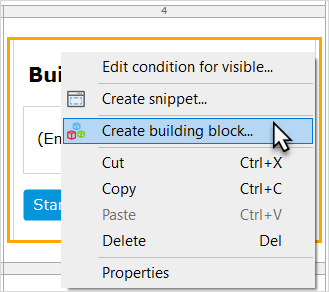 4
Bui
(En
Star
Edit condition for visible...
Create snippet...
Create building block...
Cut Ctrl+X
Copy Ctrl+C
Paste Ctrl+V
Delete Del
Properties